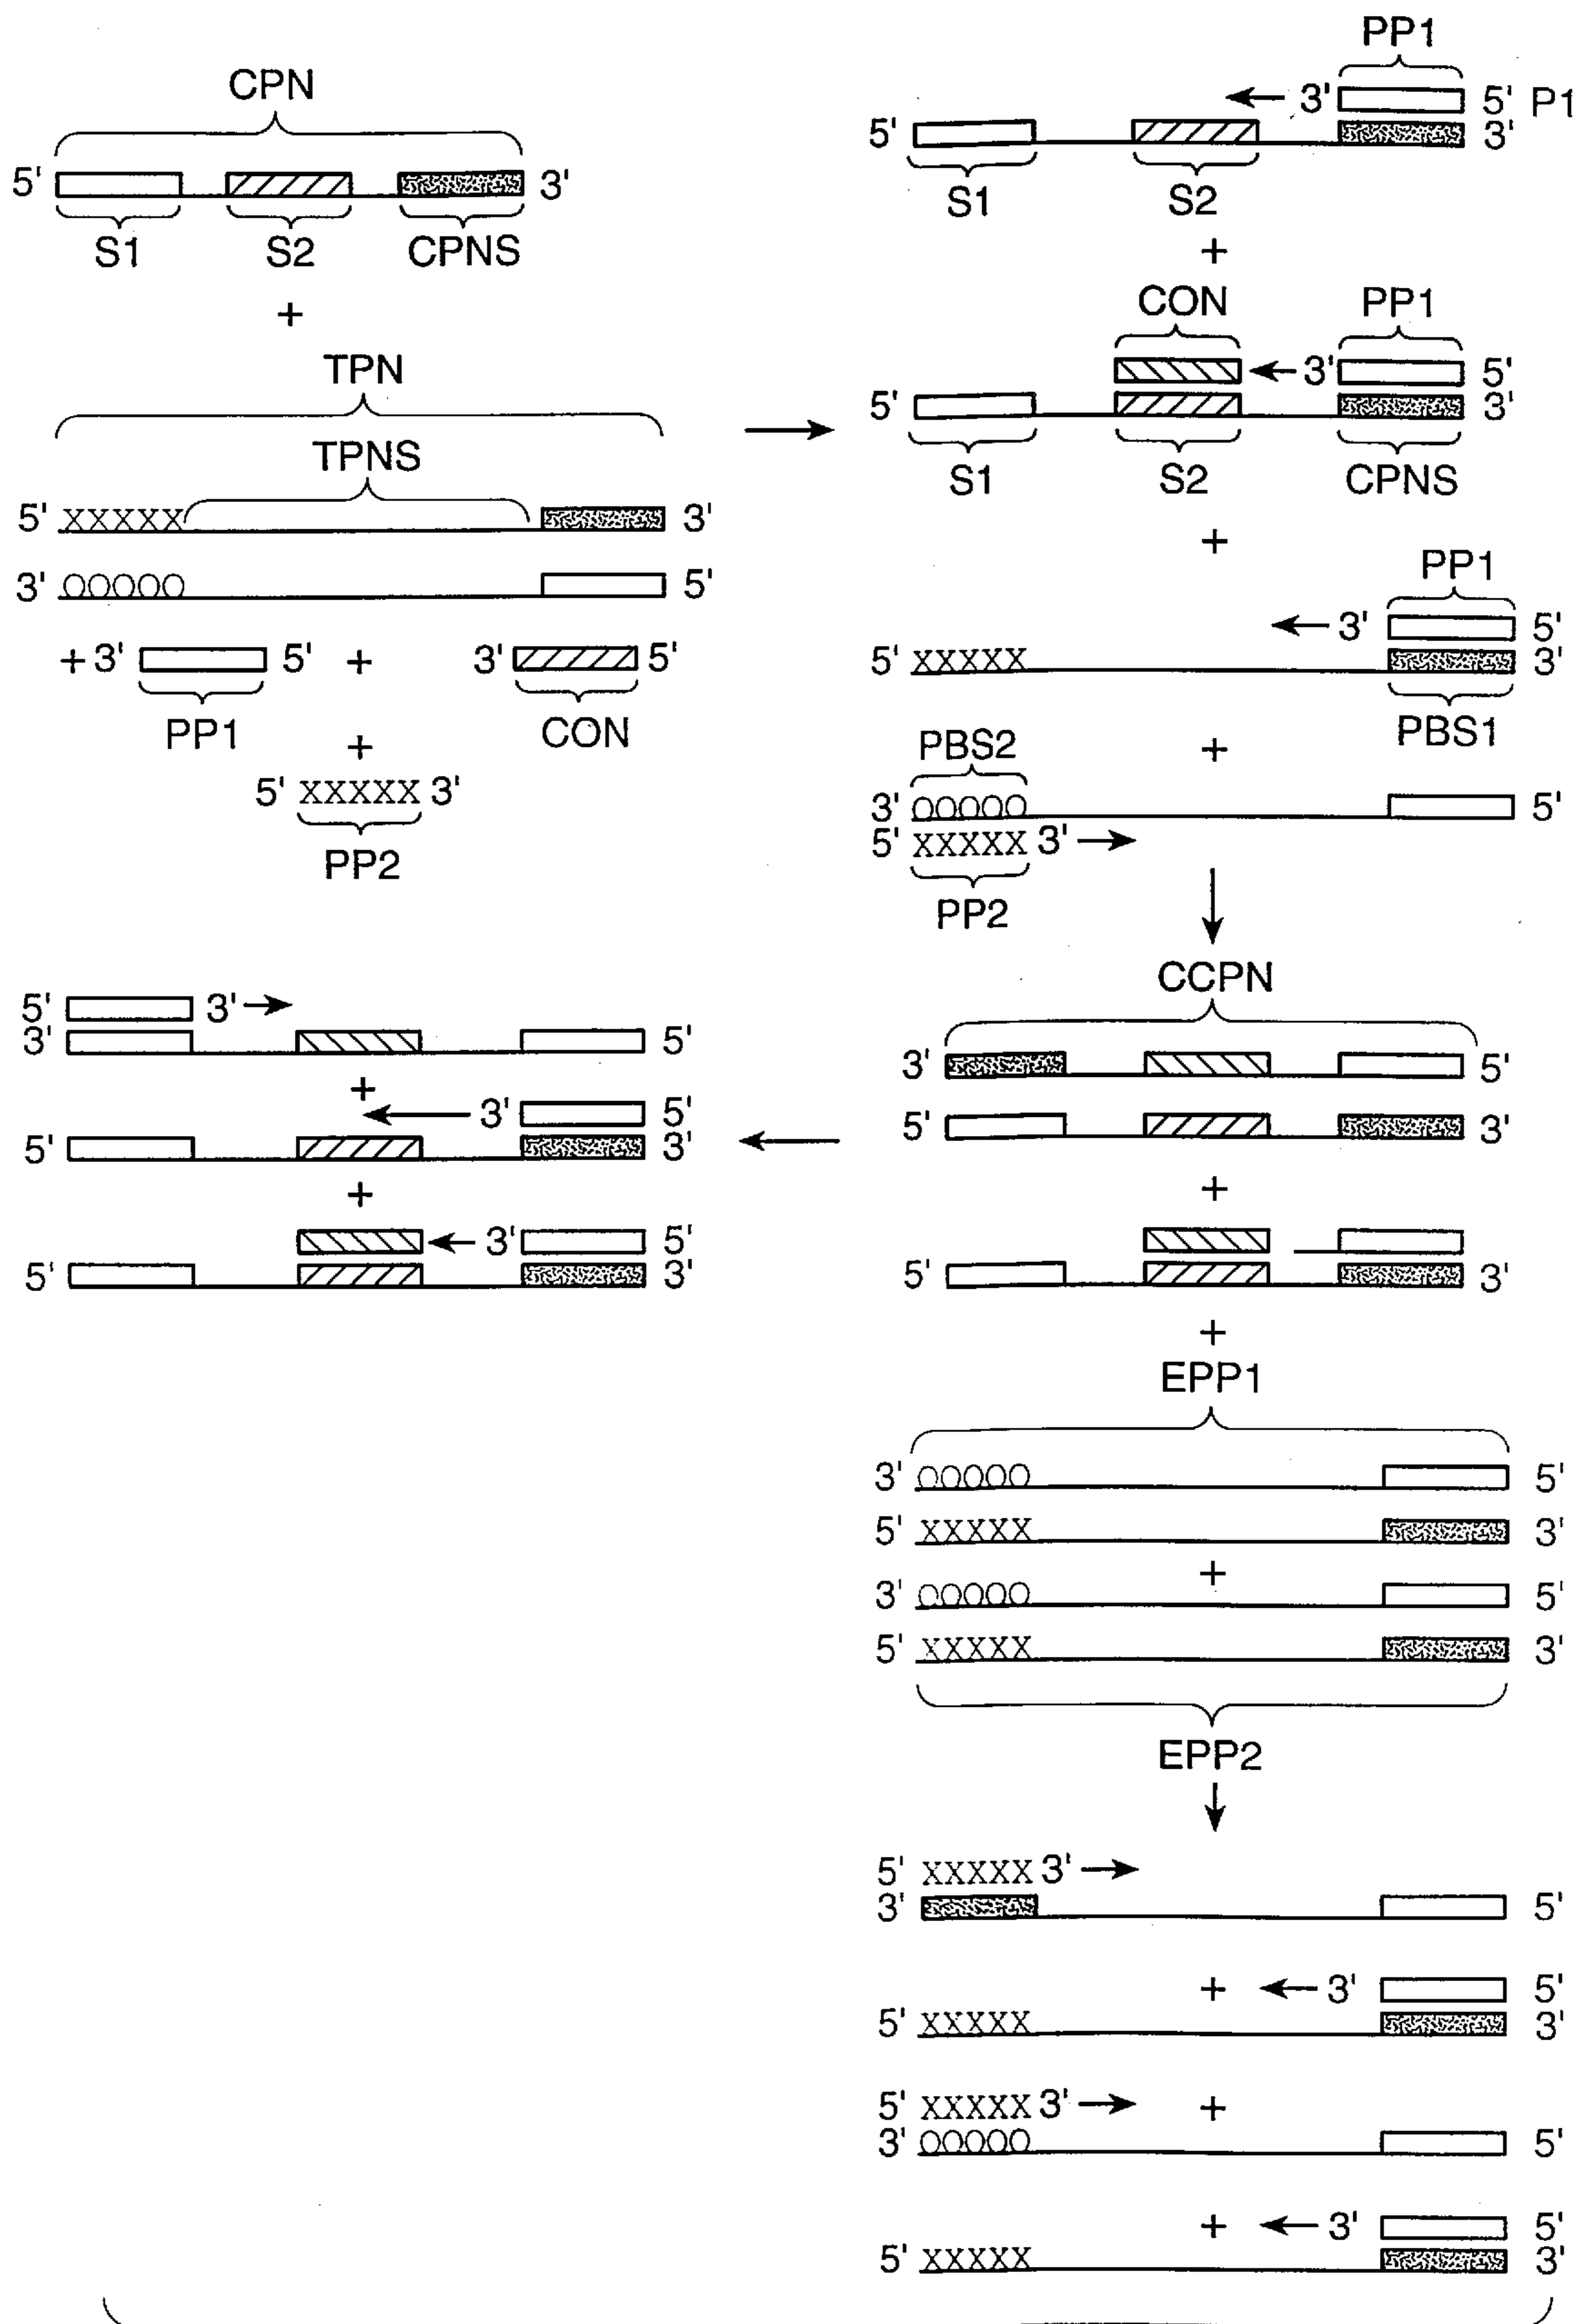 CPN
5' 3'
S1 S2 CPNS
+
TPN
TPNS
5' XXXXX 3'
3' OOOOO 5'
+ 3' 5' + 3' 5'
PP1 CON
+
5' XXXXX 3'
PP2
PP1
3' 5' P1
5' 3'
S1 S2
+
CON PP1
3' 5'
5' 3'
S1 S2 CPNS
+
PP1
3' 5'
5' XXXXX 3'
PBS1
+
PBS2
3' OOOOO 5'
5' XXXXX 3'
PP2
CCPN
3' 5'
5' 3'
+
5' 3'
+
EPP1
3' OOOOO 5'
5' XXXXX 3'
+
3' OOOOO 5'
5' XXXXX 3'
EPP2
5' XXXXX 3'
3' 5'
+ 3' 5'
5' XXXXX 3'
5' XXXXX 3' +
3' OOOOO 5'
+ 3' 5'
5' XXXXX 3'
5' 3'
3' 5'
+
3' 5'
5' 3'
+
3' 5'
5' 3'